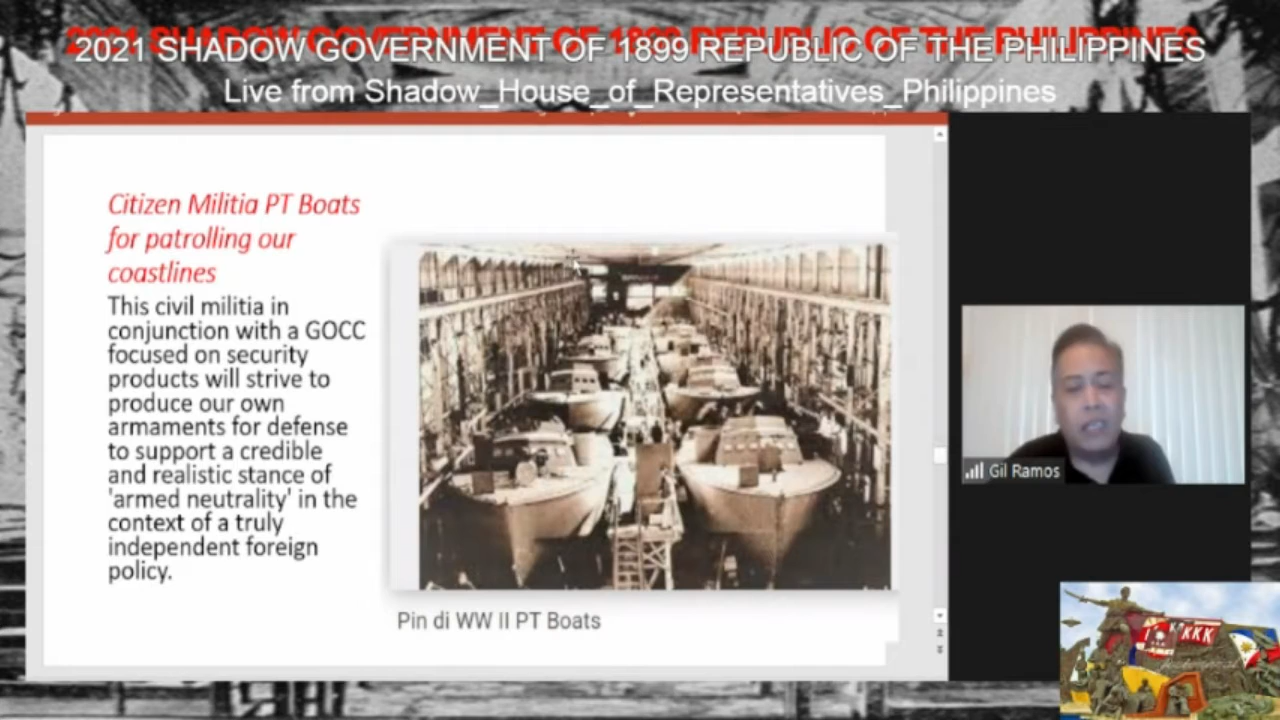 2021 SHADOW GOVERNMENT OF 1899 REPUBLIC OF THE PHILIPPINES
Live from Shadow_House_of_Representatives_Philippines
Citizen Militia PT Boats
for patrolling our
coastlines
This civil militia in
conjunction with a GOCC
focused on security
products will strive to
produce our own
armaments for defense
to support a credible
and realistic stance of
'armed neutrality' in the
context of a truly
independent foreign
policy.
Pin di WW II PT Boats
Gil Ramos
KKK